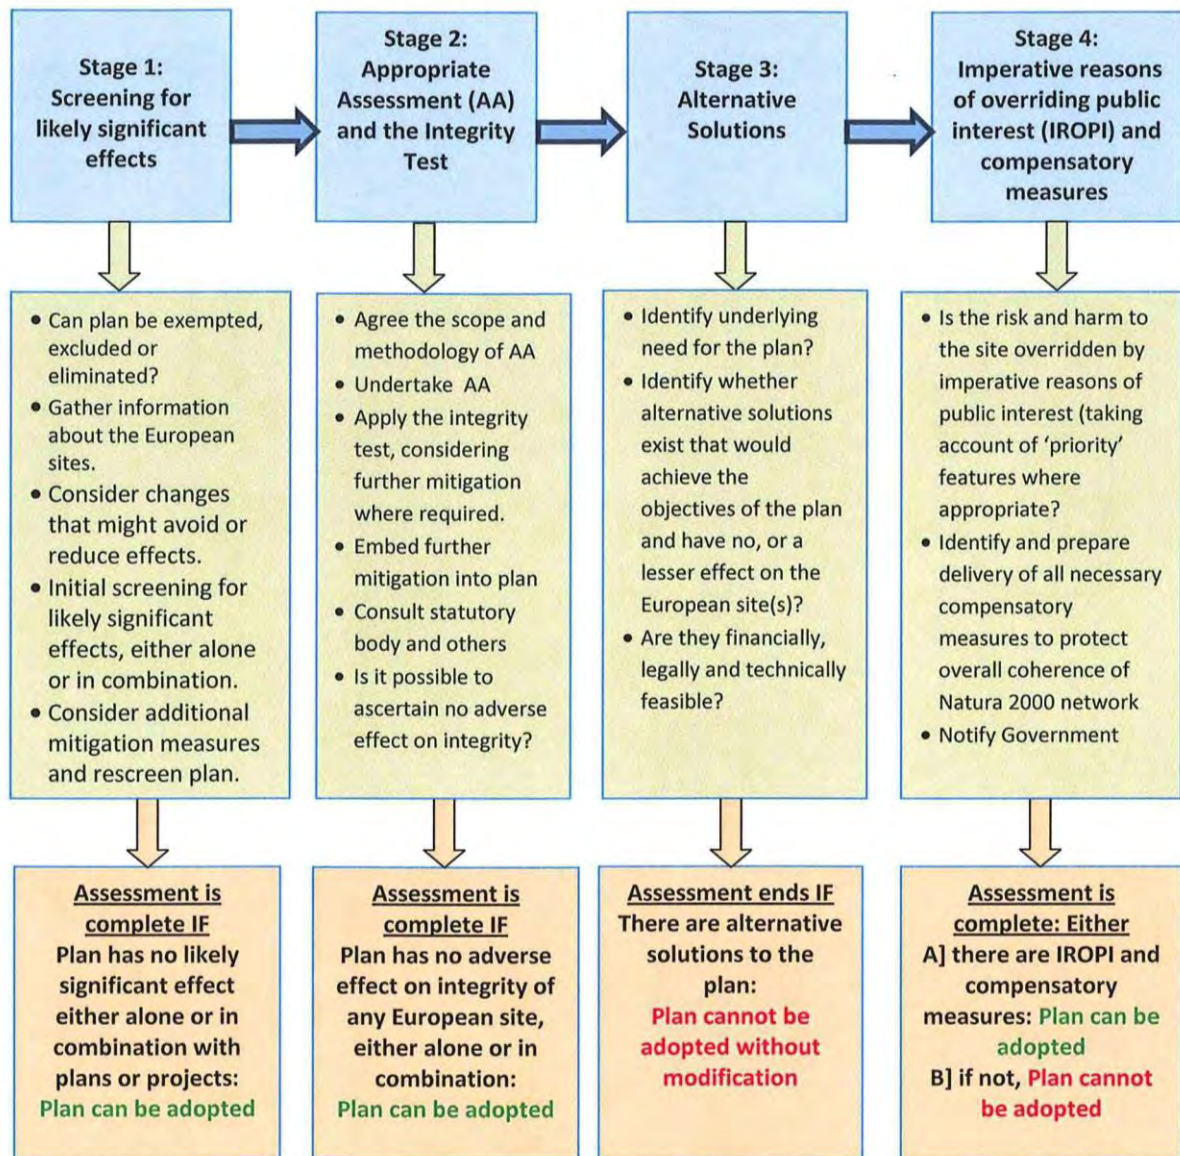 Stage 1:
Screening for
likely significant
effects
Stage 2:
Appropriate
Assessment (AA)
and the Integrity
Test
Stage 3:
Alternative
Solutions
Stage 4:
Imperative reasons
of overriding public
interest (IROPI) and
compensatory
measures
• Can plan be exempted,
excluded or
eliminated?
• Gather information
about the European
sites.
• Consider changes
that might avoid or
reduce effects.
• Initial screening for
likely significant
effects, either alone
or in combination.
• Consider additional
mitigation measures
and rescreen plan.
• Agree the scope and
methodology of AA
• Undertake AA
• Apply the integrity
test, considering
further mitigation
where required.
• Embed further
mitigation into plan
• Consult statutory
body and others
• Is it possible to
ascertain no adverse
effect on integrity?
• Identify underlying
need for the plan?
• Identify whether
alternative solutions
exist that would
achieve the
objectives of the plan
and have no, or a
lesser effect on the
European site(s)?
• Are they financially,
legally and technically
feasible?
• Is the risk and harm to
the site overridden by
imperative reasons of
public interest (taking
account of ‘priority’
features where
appropriate?
• Identify and prepare
delivery of all necessary
compensatory
measures to protect
overall coherence of
Natura 2000 network
• Notify Government
Assessment is
complete IF
Plan has no likely
significant effect
either alone or in
combination with
plans or projects:
Plan can be adopted
Assessment is
complete IF
Plan has no adverse
effect on integrity of
any European site,
either alone or in
combination:
Plan can be adopted
Assessment ends IF
There are alternative
solutions to the
plan:
Plan cannot be
adopted without
modification
Assessment is
complete: Either
A] there are IROPI and
compensatory
measures: Plan can be
adopted
B] if not, Plan cannot
be adopted